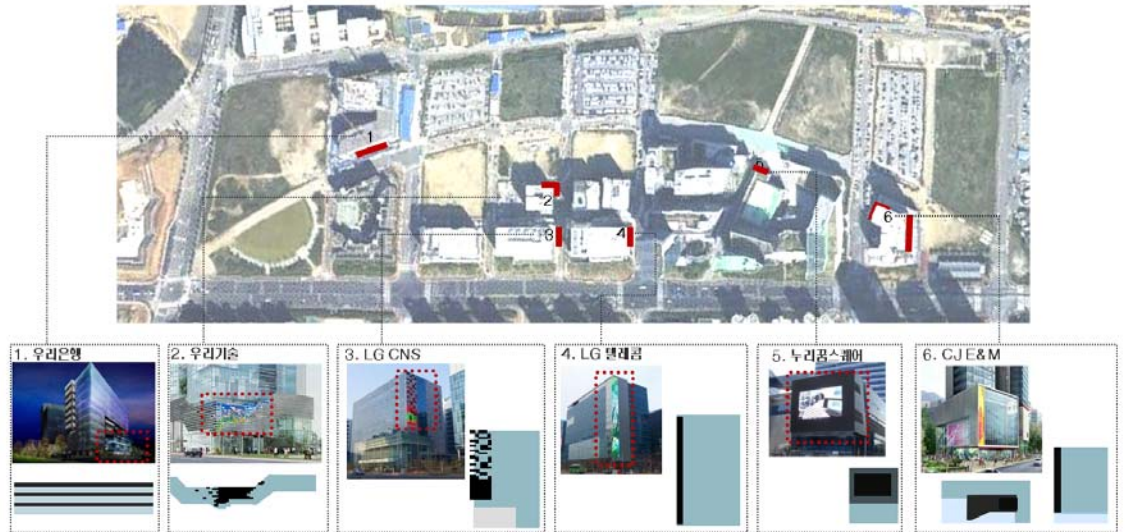 1
2
3
4
5
6
1. 우리은행
2. 우리기술
3. LG CNS
4. LG 텔레콤
5. 누리꿈스퀘어
6. CJ E&M